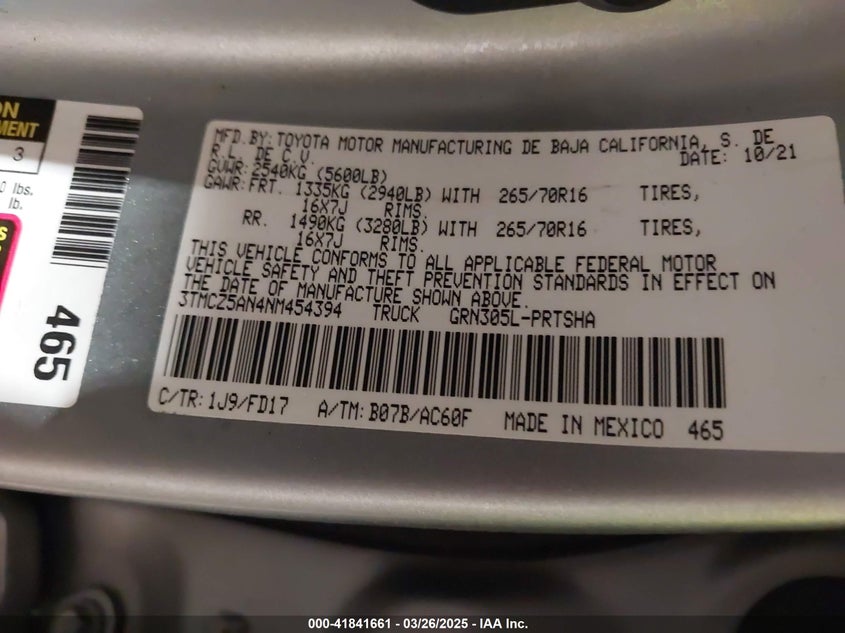 ON
MENT
3
0 lbs.
lb.
S
465
MFD.BY:TOYOTA MOTOR MANUFACTURING DE BAJA CALIFORNIA, S. DE
R.L. DE C.V. DATE: 10/21
GVWR:2540KG (5600LB)
GAWR:FRT. 1335KG (2940LB) WITH 265/70R16 TIRES,
16X7J RIMS.
RR. 1490KG (3280LB) WITH 265/70R16 TIRES,
16X7J RIMS.
THIS VEHICLE CONFORMS TO ALL APPLICABLE FEDERAL MOTOR
VEHICLE SAFETY AND THEFT PREVENTION STANDARDS IN EFFECT ON
THE DATE OF MANUFACTURE SHOWN ABOVE.
3TMCZ5AN4NM454394 TRUCK GRN305L-PRTSHA
C/TR:1J9/FD17 A/TM:B07B/AC60F MADE IN MEXICO 465
000-41841661 - 03/26/2025 - IAA Inc.